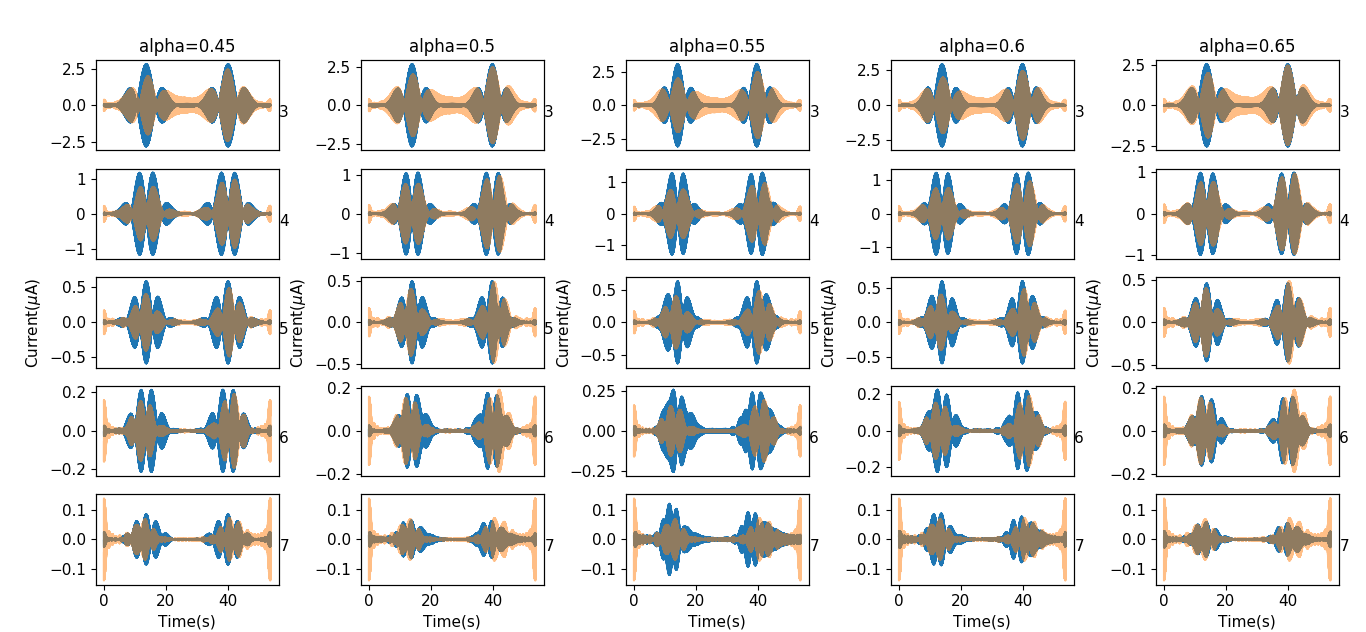 alpha=0.45 alpha=0.5 alpha=0.55 alpha=0.6 alpha=0.65
2.5 0.0 −2.5 3 2.5 0.0 −2.5 3 2.5 0.0 −2.5 3 2.5 0.0 −2.5 3 2.5 0.0 −2.5 3
1 0 −1 4 1 0 −1 4 1 0 −1 4 1 0 −1 4 1 0 −1 4
Current(μA) 0.5 0.0 −0.5 5 Current(μA) 0.5 0.0 −0.5 5 Current(μA) 0.5 0.0 −0.5 5 Current(μA) 0.5 0.0 −0.5 5 Current(μA) 0.5 0.0 −0.5 5
0.2 0.0 −0.2 6 0.2 0.0 −0.2 6 0.25 0.00 −0.25 6 0.2 0.0 −0.2 6 0.2 0.0 −0.2 6
0.1 0.0 −0.1 7 0.1 0.0 −0.1 7 0.1 0.0 −0.1 7 0.1 0.0 −0.1 7 0.1 0.0 −0.1 7
0 20 40 0 20 40 0 20 40 0 20 40 0 20 40
Time(s) Time(s) Time(s) Time(s) Time(s)